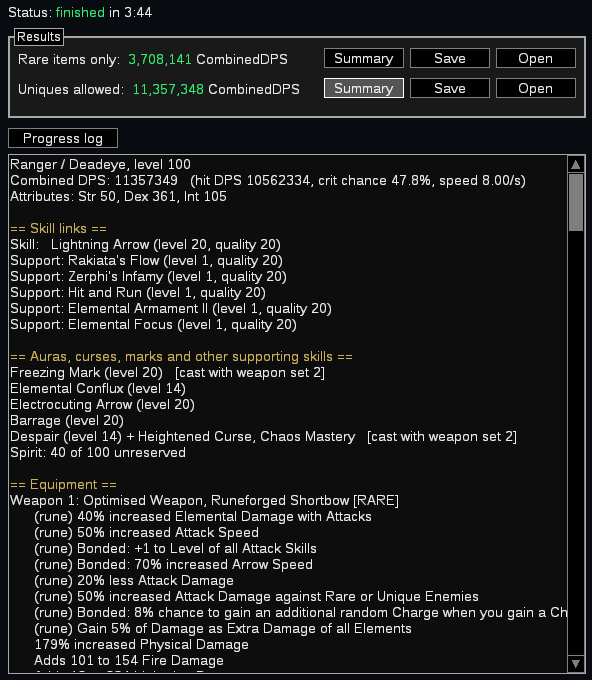 Status: finished in 3:44
Results
Rare items only: 3,708,141 CombinedDPS Summary Save Open
Uniques allowed: 11,357,348 CombinedDPS Summary Save Open
Progress log
Ranger / Deadeye, level 100
Combined DPS: 11357349 (hit DPS 10562334, crit chance 47.8%, speed 8.00/s)
Attributes: Str 50, Dex 361, Int 105
== Skill links ==
Skill: Lightning Arrow (level 20, quality 20)
Support: Rakiata's Flow (level 1, quality 20)
Support: Zerphi's Infamy (level 1, quality 20)
Support: Hit and Run (level 1, quality 20)
Support: Elemental Armament II (level 1, quality 20)
Support: Elemental Focus (level 1, quality 20)
== Auras, curses, marks and other supporting skills ==
Freezing Mark (level 20) [cast with weapon set 2]
Elemental Conflux (level 14)
Electrocuting Arrow (level 20)
Barrage (level 20)
Despair (level 14) + Heightened Curse, Chaos Mastery [cast with weapon set 2]
Spirit: 40 of 100 unreserved
== Equipment ==
Weapon 1: Optimised Weapon, Runeforged Shortbow [RARE]
(rune) 40% increased Elemental Damage with Attacks
(rune) 50% increased Attack Speed
(rune) Bonded: +1 to Level of all Attack Skills
(rune) Bonded: 70% increased Arrow Speed
(rune) 20% less Attack Damage
(rune) 50% increased Attack Damage against Rare or Unique Enemies
(rune) Bonded: 8% chance to gain an additional random Charge when you gain a Ch
(rune) Gain 5% of Damage as Extra Damage of all Elements
179% increased Physical Damage
Adds 101 to 154 Fire Damage